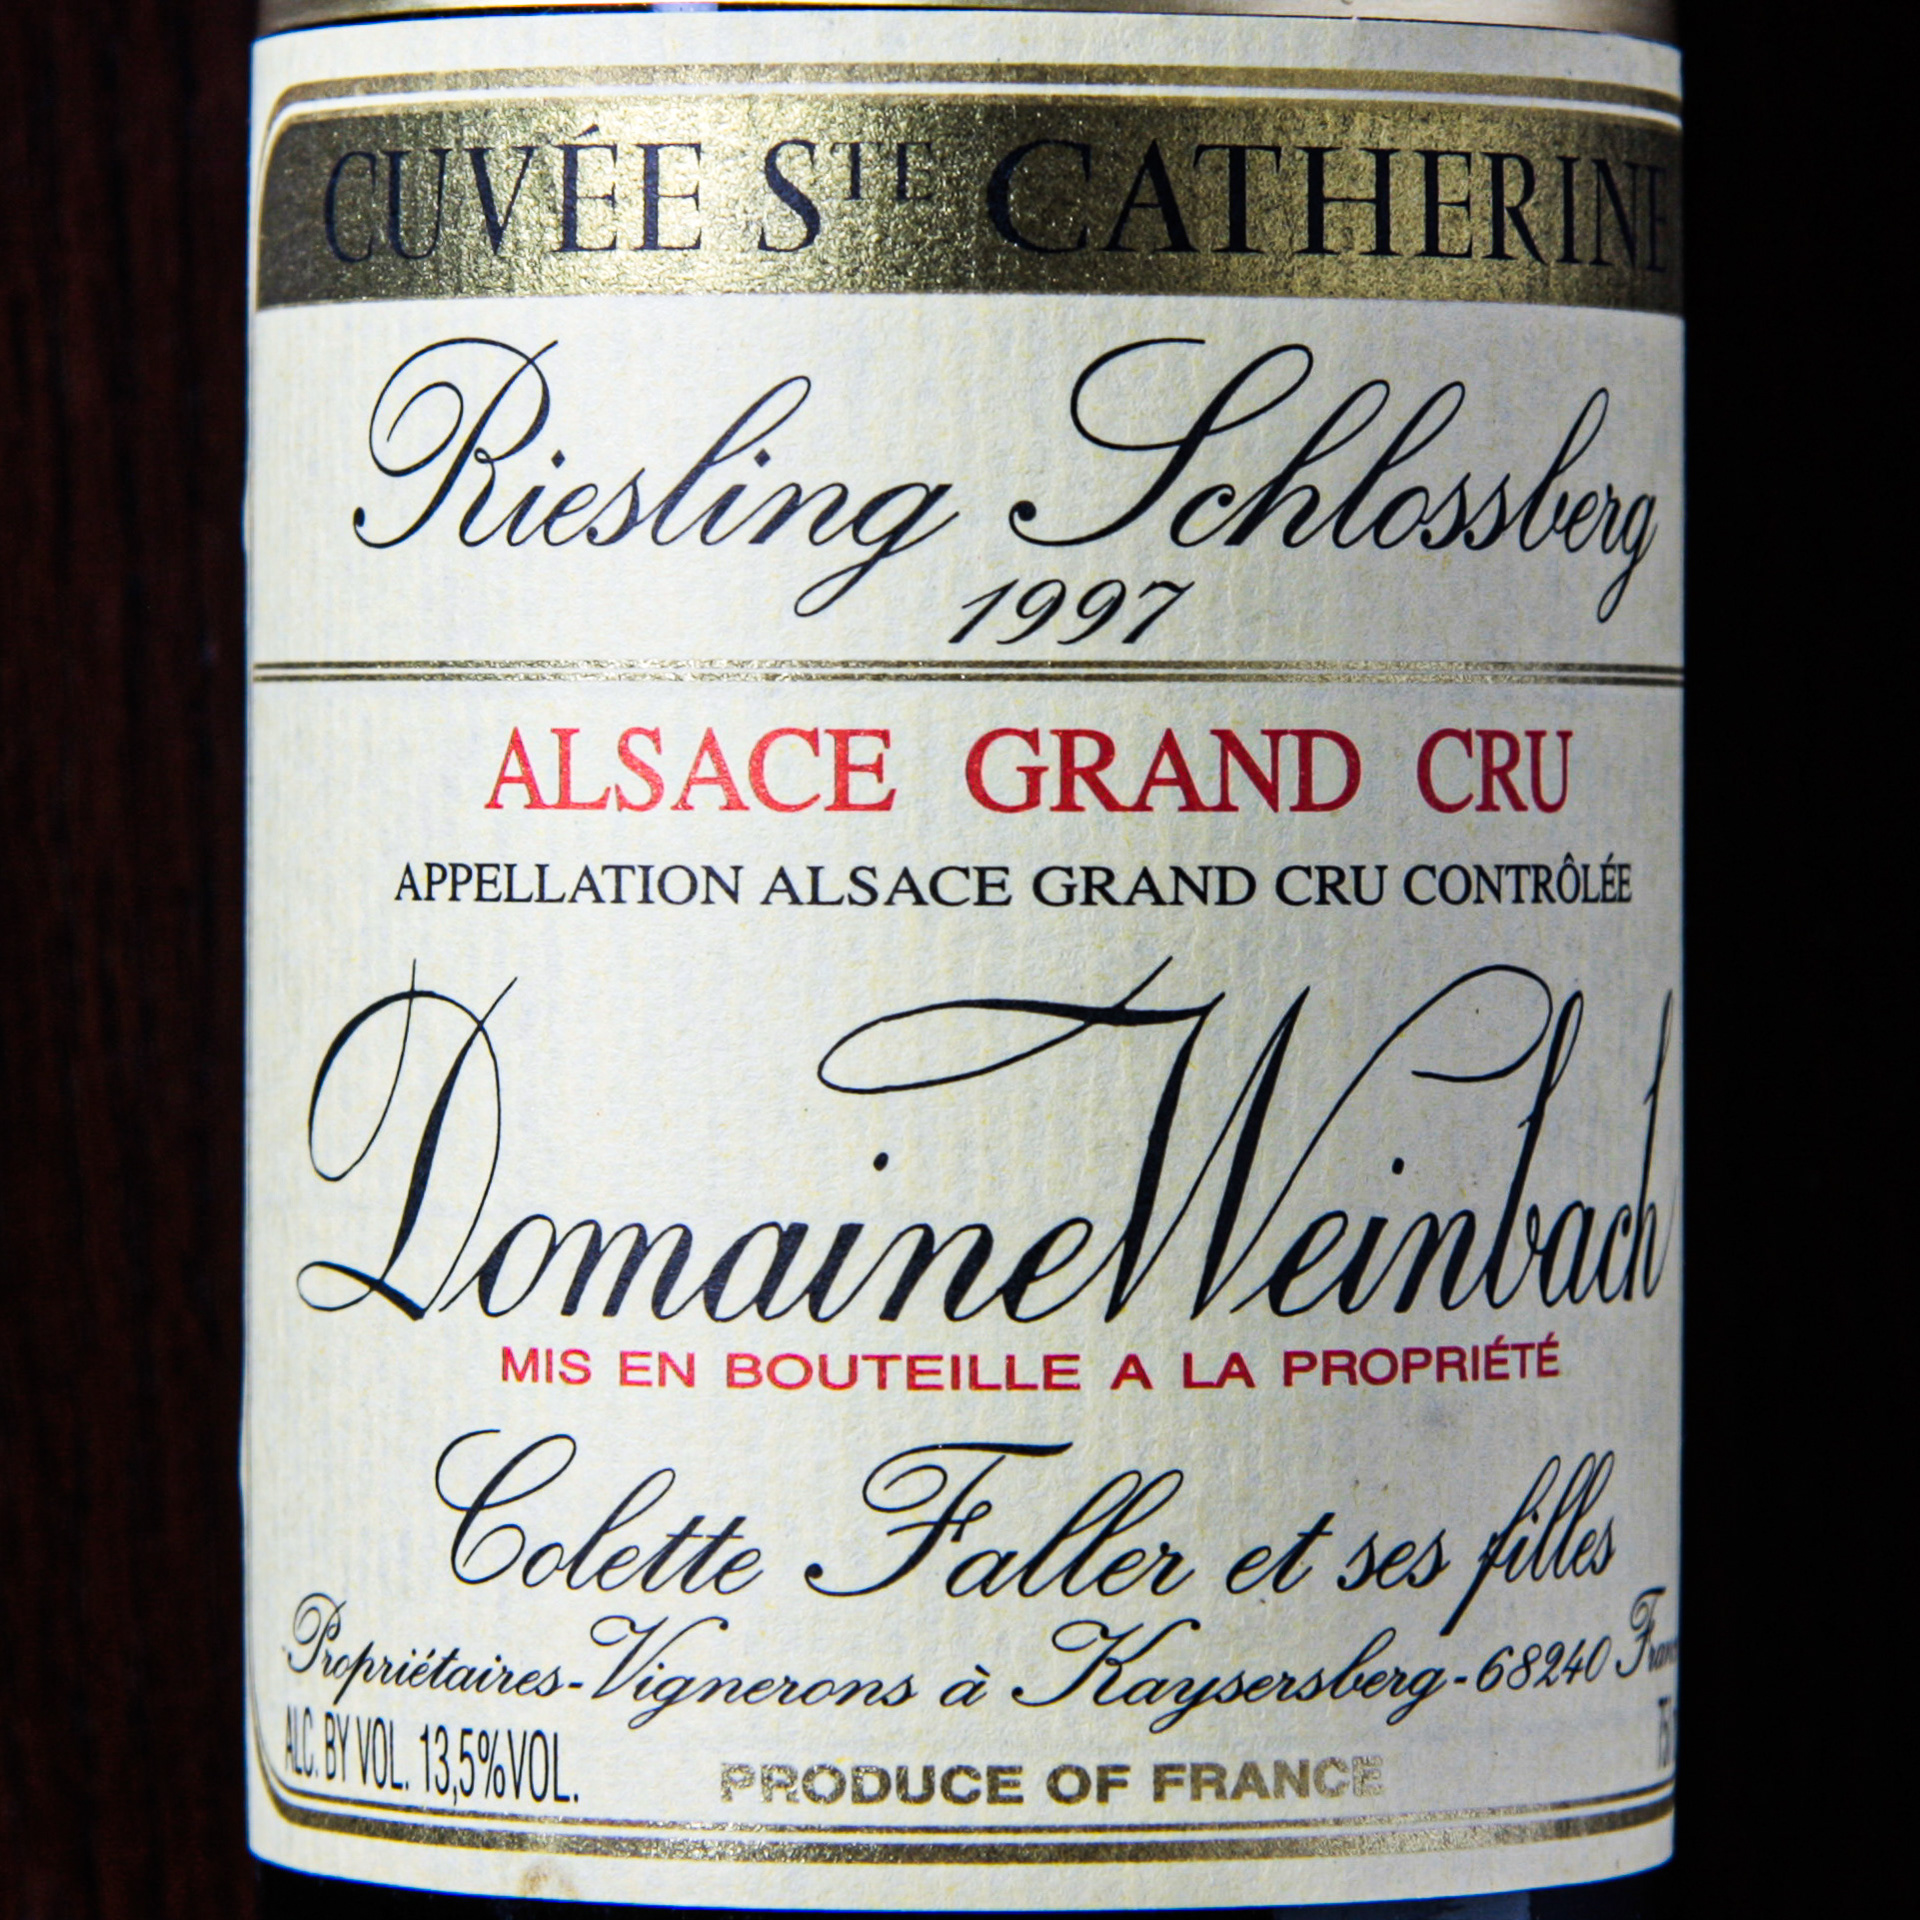 CUVÉE STE CATHERINE
Riesling Schlossberg
1997
ALSACE GRAND CRU
APPELLATION ALSACE GRAND CRU CONTRÔLÉE
Domaine Weinbach
MIS EN BOUTEILLE A LA PROPRIÉTÉ
Colette Faller et ses filles
Propriétaires-Vignerons à Kaysersberg-68240
ALC. BY VOL. 13,5%VOL.
PRODUCE OF FRANCE